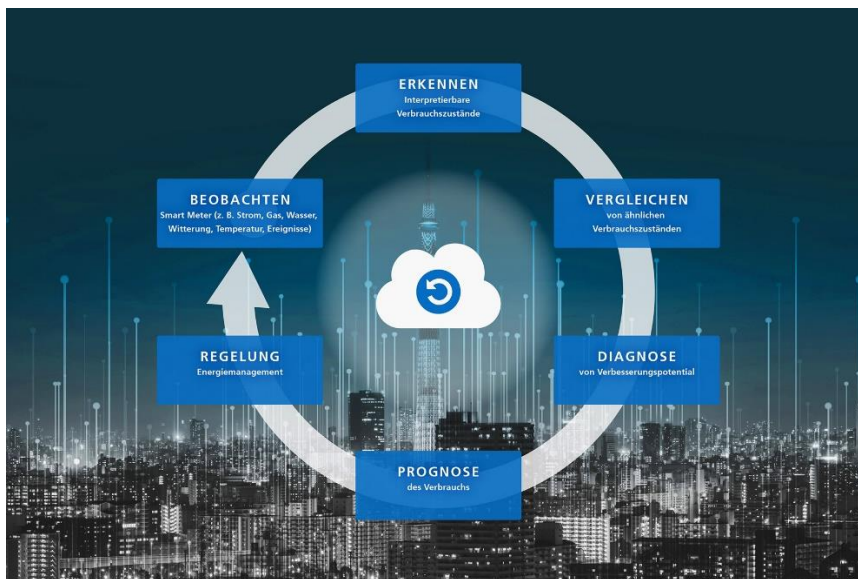 ERKENNEN
Interpretierbare
Verbrauchszustände
BEOBACHTEN
Smart Meter (z. B. Strom, Gas, Wasser,
Witterung, Temperatur, Ereignisse)
VERGLEICHEN
von ähnlichen
Verbrauchszuständen
REGELUNG
Energiemanagement
DIAGNOSE
von Verbesserungspotential
PROGNOSE
des Verbrauchs